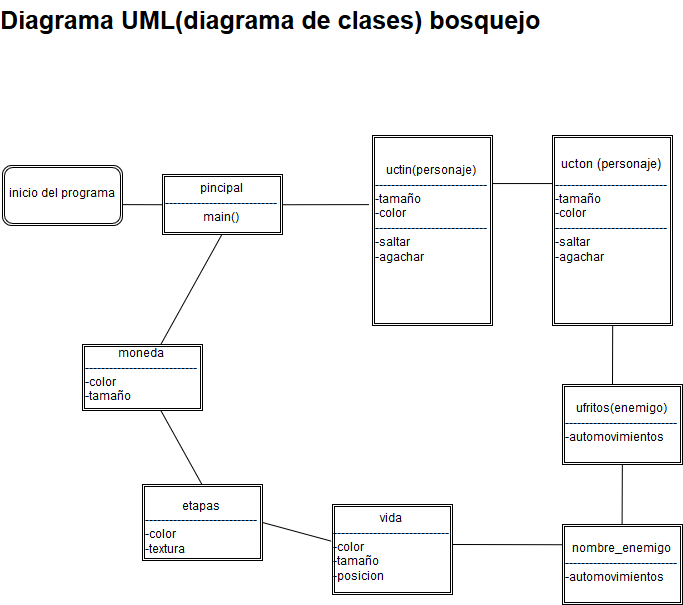 Diagrama UML(diagrama de clases) bosquejo
inicio del programa
pincipal
main()
uctin(personaje)
-tamaño
-color
-saltar
-agachar
ucton (personaje)
-tamaño
-color
-saltar
-agachar
moneda
-color
-tamaño
ufritos(enemigo)
-automovimientos
etapas
-color
-textura
vida
-color
-tamaño
-posicion
nombre_enemigo
-automovimientos